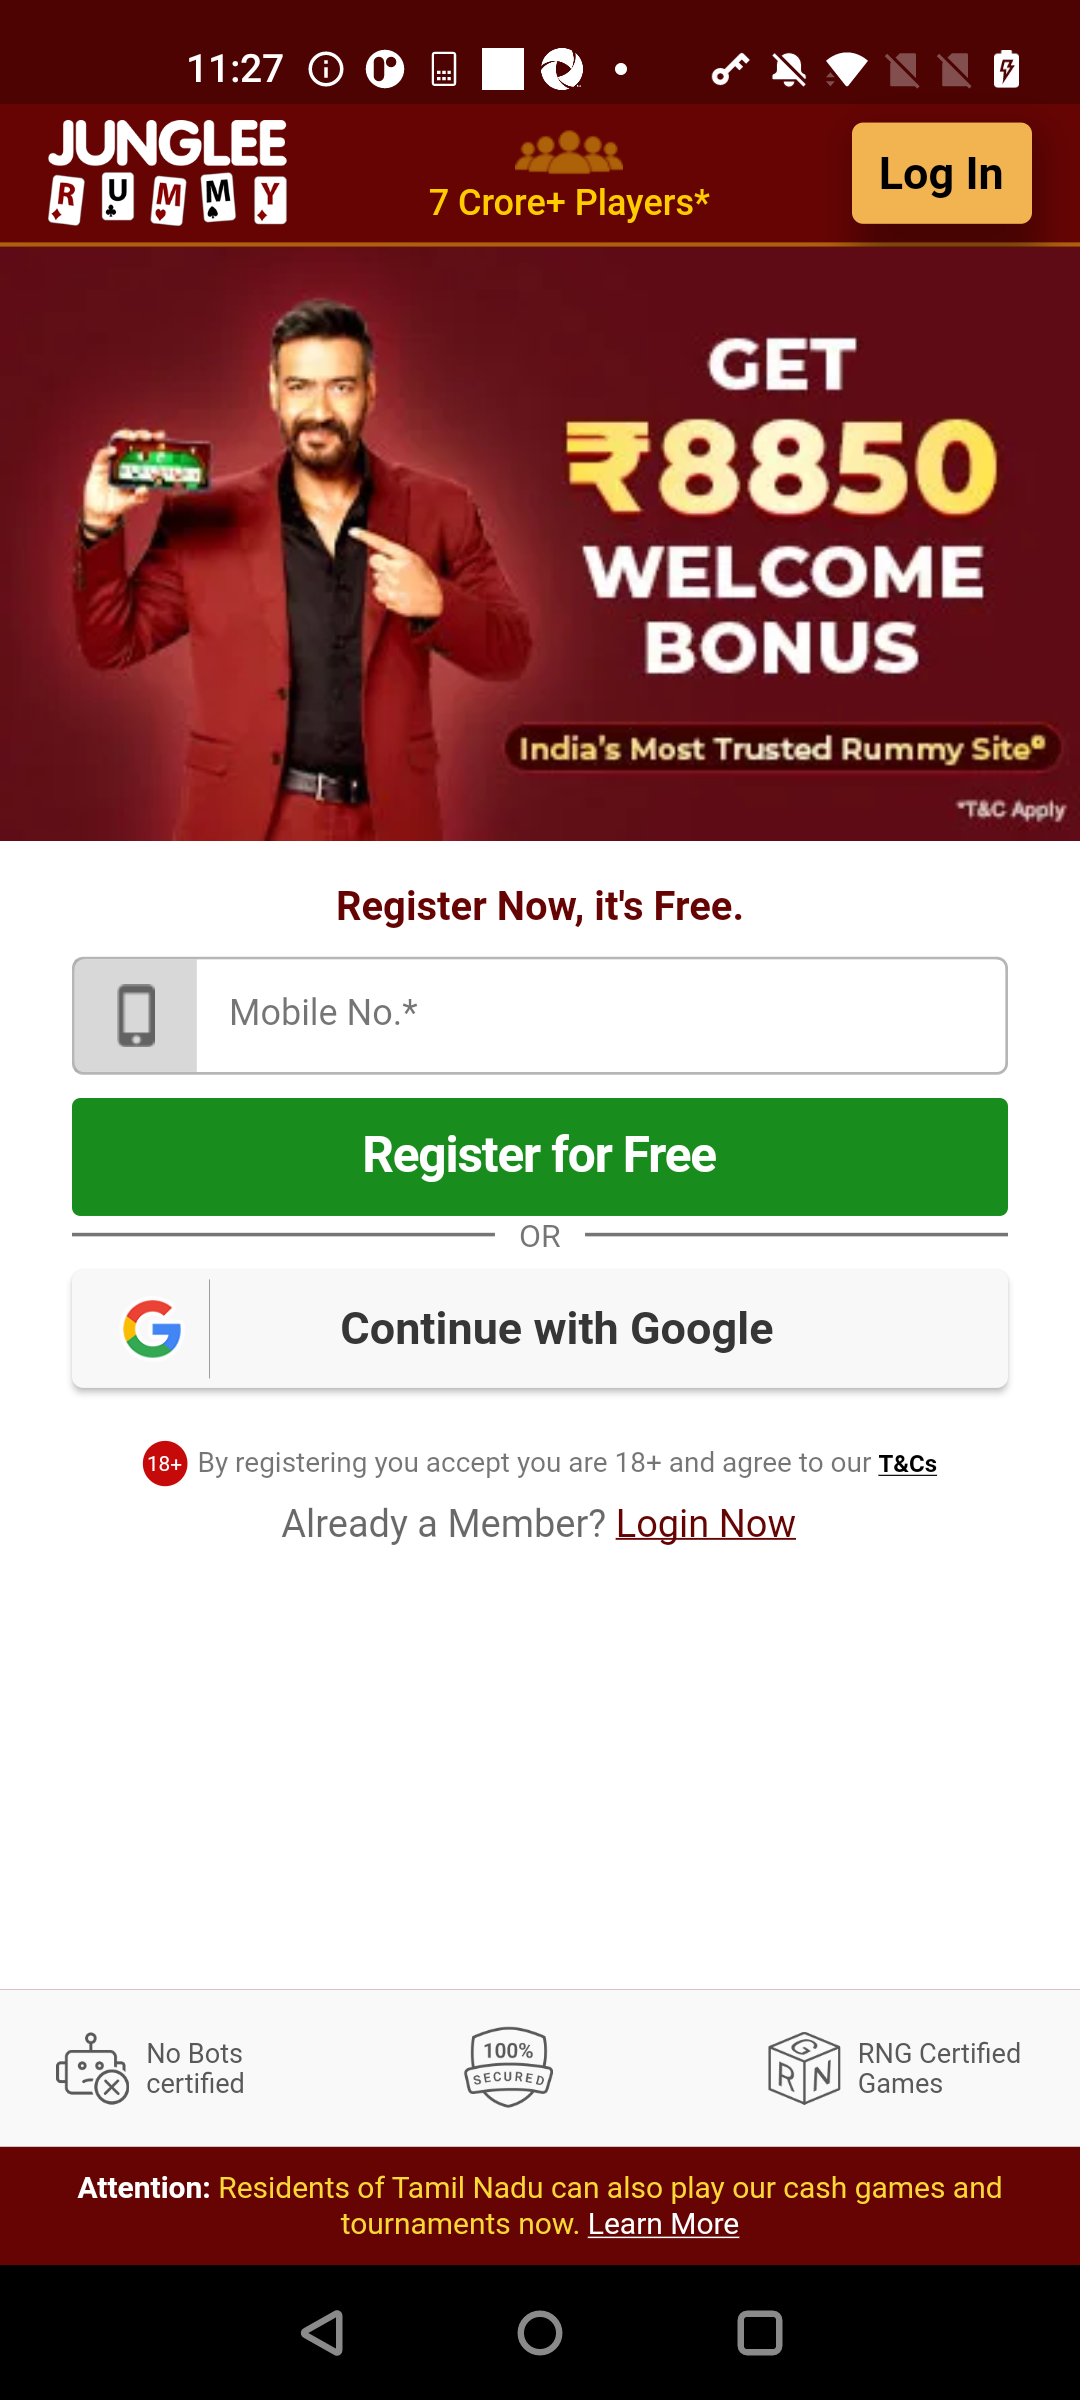 11:27
JUNGLEE
RUMMY
7 Crore+ Players*
Log In
GET
₹8850
WELCOME
BONUS
India's Most Trusted Rummy Site
*T&C Apply
Register Now, it's Free.
Mobile No.*
Register for Free
OR
Continue with Google
18+ By registering you accept you are 18+ and agree to our T&Cs
Already a Member? Login Now
No Bots
certified
100%
SECURED
RNG
RNG Certified
Games
Attention: Residents of Tamil Nadu can also play our cash games and
tournaments now. Learn More